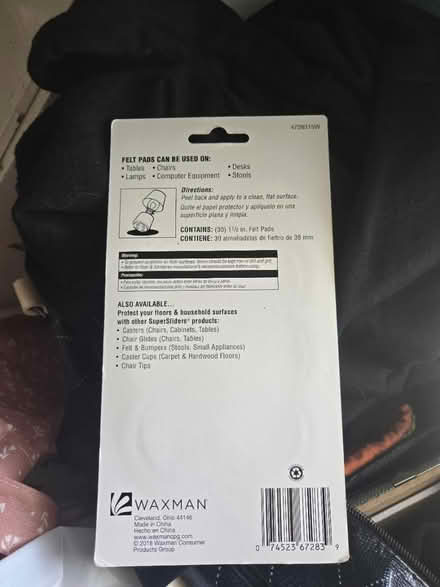 FELT PADS CAN BE USED ON:
• Tables • Chairs • Desks
• Lamps • Computer Equipment • Stools
Directions:
Peel back and apply to a clean, flat surface.
Quite el papel protector y aplíquelo en una
superficie plana y limpia.
CONTAINS: (30) 1½ in. Felt Pads
CONTIENE: 30 almohadillas de fieltro de 38 mm
Warning:
Precaución:
ALSO AVAILABLE...
Protect your floors & household surfaces
with other SuperSliders® products:
• Casters (Chairs, Cabinets, Tables)
• Chair Glides (Chairs, Tables)
• Felt & Bumpers (Stools, Small Appliances)
• Caster Cups (Carpet & Hardwood Floors)
• Chair Tips
WAXMAN
Cleveland, Ohio 44146
Made in China
Hecho en China
www.waxmancpg.com
© 2018 Waxman Consumer
Products Group
0 74523 67283 9